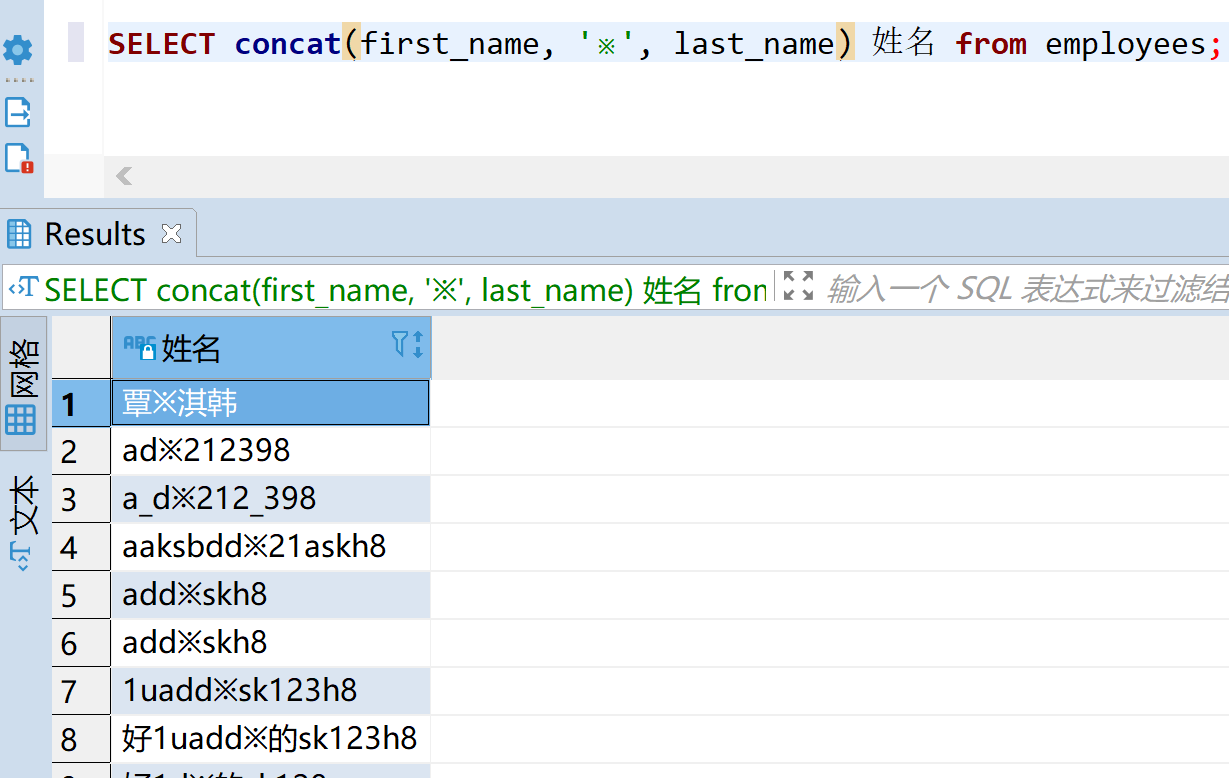 SELECT concat(first_name, '※', last_name) 姓名 from employees;
Results
SELECT concat(first_name, '※', last_name) 姓名 fron
输入一个 SQL 表达式来过滤结
网格
文本
ABC 姓名
1 覃※淇韩
2 ad※212398
3 a_d※212_398
4 aaksbdd※21askh8
5 add※skh8
6 add※skh8
7 1uadd※sk123h8
8 好1uadd※的sk123h8